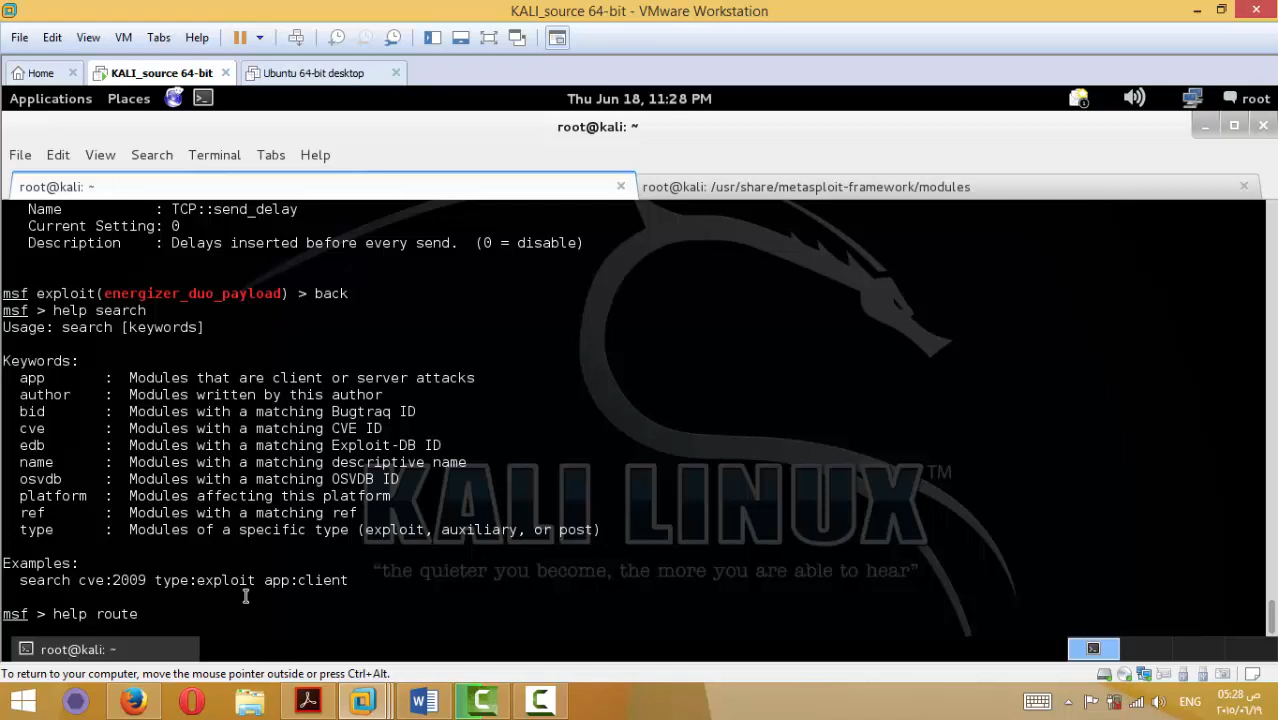 KALI_source 64-bit - VMware Workstation
File Edit View VM Tabs Help
Home KALI_source 64-bit Ubuntu 64-bit desktop
Applications Places Thu Jun 18, 11:28 PM root
root@kali: ~
File Edit View Search Terminal Tabs Help
root@kali: ~ root@kali: /usr/share/metasploit-framework/modules
Name : TCP::send_delay
Current Setting: 0
Description : Delays inserted before every send. (0 = disable)
msf exploit(energizer_duo_payload) > back
msf > help search
Usage: search [keywords]
Keywords:
app : Modules that are client or server attacks
author : Modules written by this author
bid : Modules with a matching Bugtraq ID
cve : Modules with a matching CVE ID
edb : Modules with a matching Exploit-DB ID
name : Modules with a matching descriptive name
osvdb : Modules with a matching OSVDB ID
platform : Modules affecting this platform
ref : Modules with a matching ref
type : Modules of a specific type (exploit, auxiliary, or post)
KALI LINUX™
"the quieter you become, the more you are able to hear"
Examples:
search cve:2009 type:exploit app:client
msf > help route
root@kali: ~
To return to your computer, move the mouse pointer outside or press Ctrl+Alt.
ENG 05:28 ص
٢٠١٥/٠٦/١٩